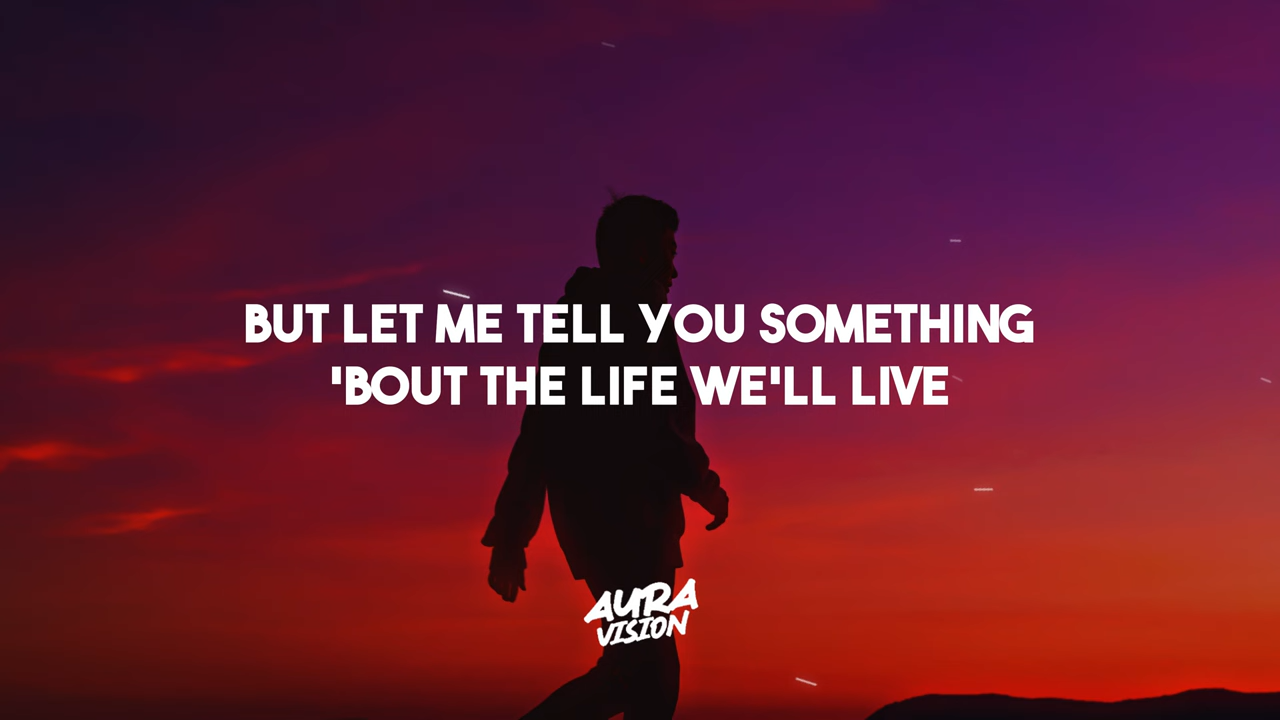 BUT LET ME TELL YOU SOMETHING
'BOUT THE LIFE WE'LL LIVE
AURA
VISION